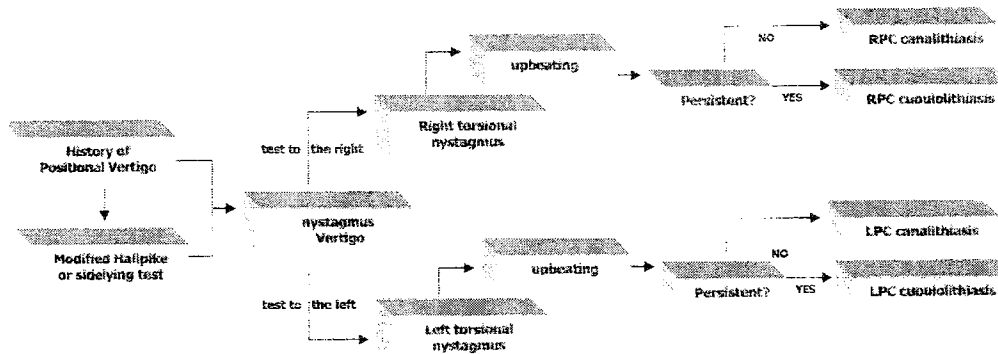 History of
Positional Vertigo
Modified Hallpike
or sidelying test
nystagmus
Vertigo
test to the right
Right torsional
nystagmus
upbeating
Persistent?
NO
RPC canalithiasis
YES
RPC cupulolithiasis
test to the left
Left torsional
nystagmus
upbeating
Persistent?
NO
LPC canalithiasis
YES
LPC cupulolithiasis